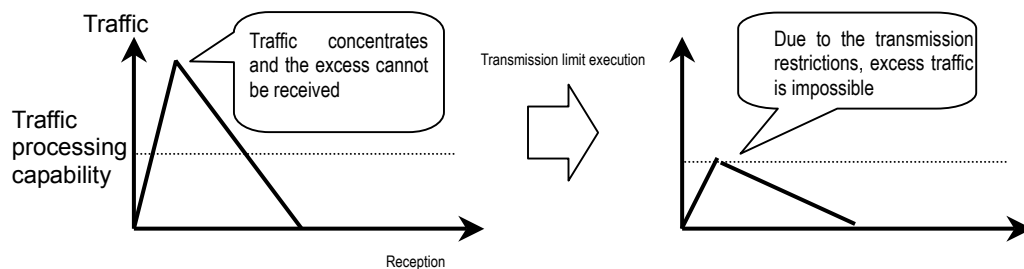 Traffic
Traffic concentrates
and the excess cannot
be received
Traffic
processing
capability
Reception
Transmission limit execution
Due to the transmission
restrictions, excess traffic
is impossible